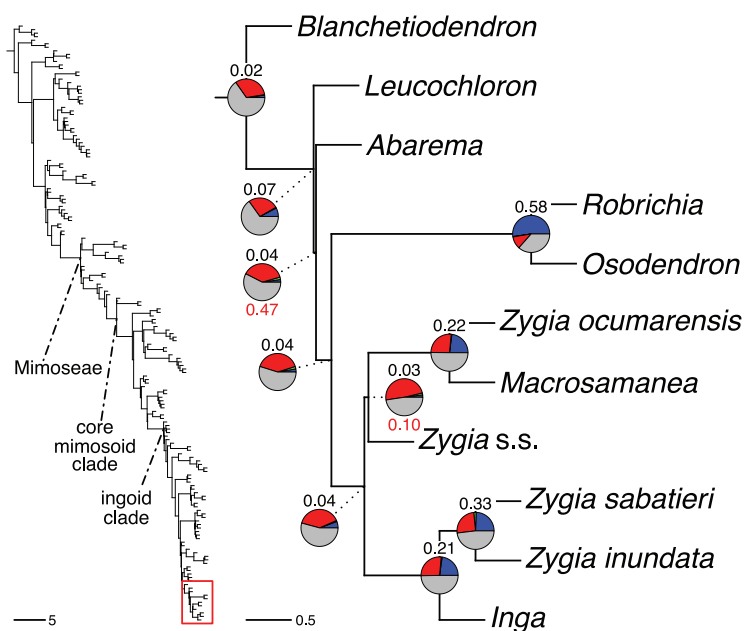 Blanchetiodendron
0.02
Leucochloron
Abarema
0.07
0.58
Robrichia
0.04
Osodendron
0.47
Zygia ocumarensis
0.22
0.04
0.03
Macrosamanea
Mimoseae
0.10
core
mimosoid
clade
Zygia s.s.
ingoid
clade
0.04
0.33
Zygia sabatieri
0.21
Zygia inundata
Inga
5
0.5